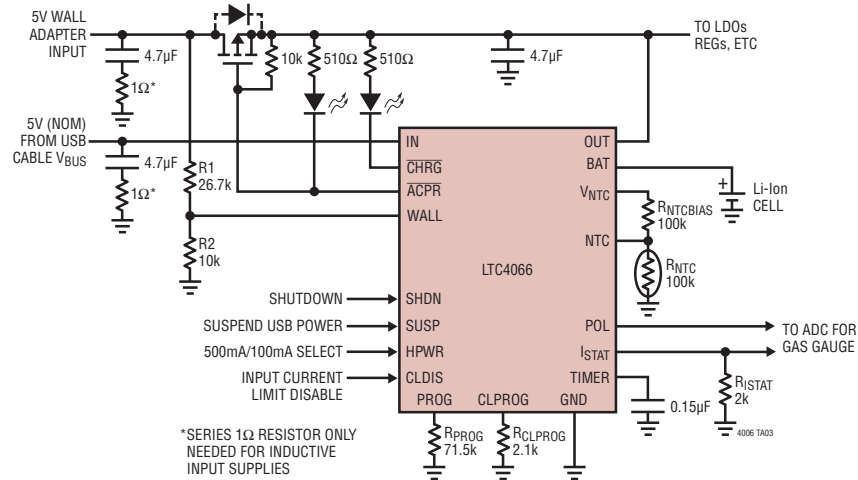 5V WALL
ADAPTER
INPUT
4.7µF
1Ω*
10k
510Ω
510Ω
4.7µF
TO LDOs
REGs, ETC
5V (NOM)
FROM USB
CABLE VBUS
4.7µF
1Ω*
R1
26.7k
R2
10k
IN
CHRG
ACPR
WALL
SHDN
SUSP
HPWR
CLDIS
PROG
CLPROG
GND
LTC4066
OUT
BAT
VNTC
NTC
POL
ISTAT
TIMER
SHUTDOWN
SUSPEND USB POWER
500mA/100mA SELECT
INPUT CURRENT
LIMIT DISABLE
+
Li-Ion
CELL
RNTCBIAS
100k
RNTC
100k
TO ADC FOR
GAS GAUGE
RISTAT
2k
0.15µF
RPROG
71.5k
RCLPROG
2.1k
*SERIES 1Ω RESISTOR ONLY
NEEDED FOR INDUCTIVE
INPUT SUPPLIES
4006 TA03